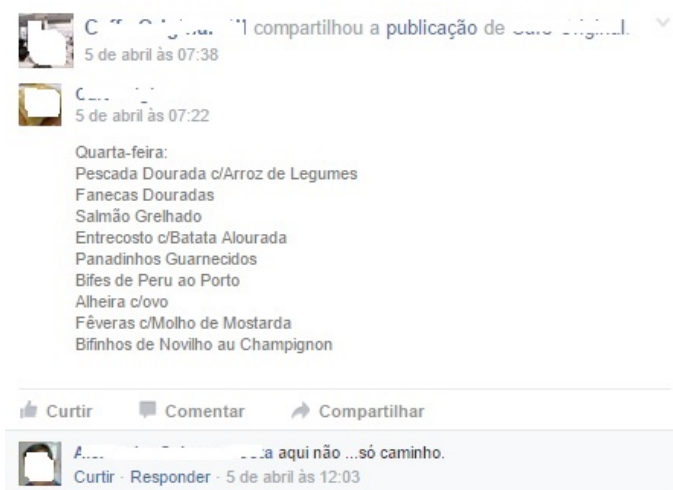 compartilhou a publicação de
5 de abril às 07:38
5 de abril às 07:22
Quarta-feira:
Pescada Dourada c/Arroz de Legumes
Fanecas Douradas
Salmão Grelhado
Entrecosto c/Batata Alourada
Panadinhos Guarnecidos
Bifes de Peru ao Porto
Alheira c/ovo
Fêveras c/Molho de Mostarda
Bifinhos de Novilho au Champignon
Curtir Comentar Compartilhar
aqui não ...só caminho.
Curtir · Responder · 5 de abril às 12:03